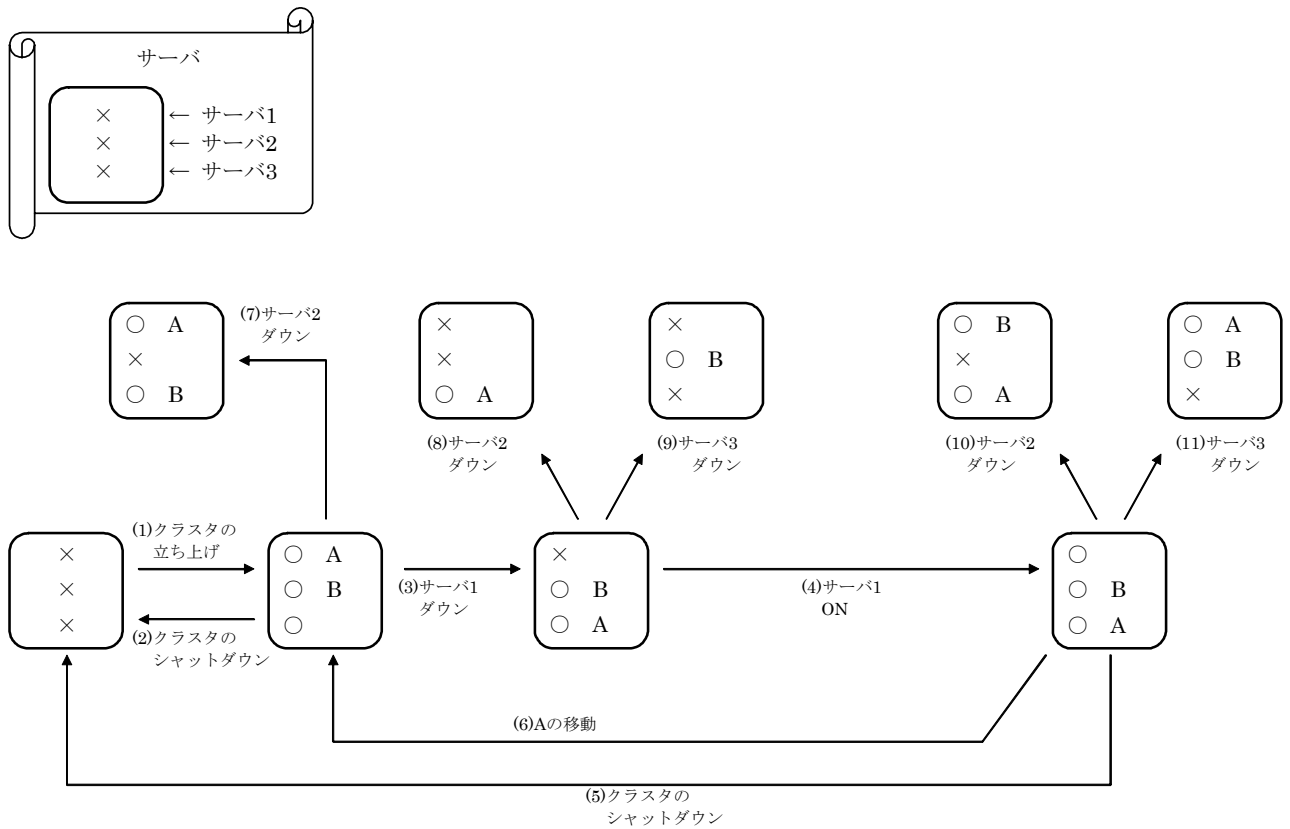 サーバ
× ← サーバ1
× ← サーバ2
× ← サーバ3
○ A
×
○ B
(7)サーバ2
ダウン
×
×
○ A
×
○ B
×
○ B
×
○ A
○ A
○ B
×
(8)サーバ2
ダウン
(9)サーバ3
ダウン
(10)サーバ2
ダウン
(11)サーバ3
ダウン
×
×
×
(1)クラスタの
立ち上げ
(2)クラスタの
シャットダウン
○ A
○ B
○
(3)サーバ1
ダウン
×
○ B
○ A
(4)サーバ1
ON
○
○ B
○ A
(6)Aの移動
(5)クラスタの
シャットダウン